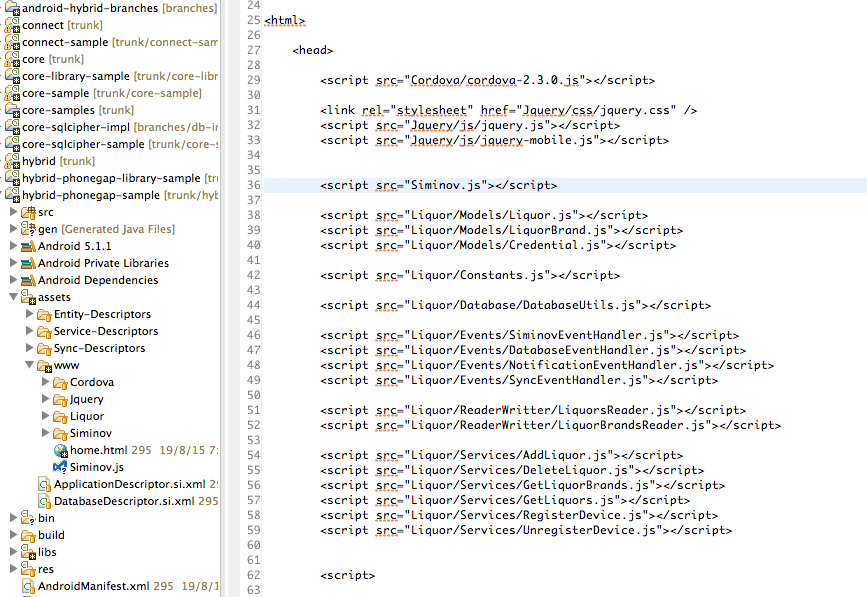 android-hybrid-branches [branches]
connect [trunk]
connect-sample [trunk/connect-sam
core [trunk]
core-library-sample [trunk/core-libr
core-sample [trunk/core-sample]
core-samples [trunk]
core-sqlcipher-impl [branches/db-in
core-sqlcipher-sample [trunk/core-s
hybrid [trunk]
hybrid-phonegap-library-sample [tru
hybrid-phonegap-sample [trunk/hyb
src
gen [Generated Java Files]
Android 5.1.1
Android Private Libraries
Android Dependencies
assets
Entity-Descriptors
Service-Descriptors
Sync-Descriptors
www
Cordova
Jquery
Liquor
Siminov
home.html 295 19/8/15 7:
Siminov.js
ApplicationDescriptor.si.xml 29
DatabaseDescriptor.si.xml 295
bin
build
libs
res
AndroidManifest.xml 295 19/8/1
24
25 <html>
26
27 <head>
28
29 <script src="Cordova/cordova-2.3.0.js"></script>
30
31 <link rel="stylesheet" href="Jquery/css/jquery.css" />
32 <script src="Jquery/js/jquery.js"></script>
33 <script src="Jquery/js/jquery-mobile.js"></script>
34
35
36 <script src="Siminov.js"></script>
37
38 <script src="Liquor/Models/Liquor.js"></script>
39 <script src="Liquor/Models/LiquorBrand.js"></script>
40 <script src="Liquor/Models/Credential.js"></script>
41
42 <script src="Liquor/Constants.js"></script>
43
44 <script src="Liquor/Database/DatabaseUtils.js"></script>
45
46 <script src="Liquor/Events/SiminovEventHandler.js"></script>
47 <script src="Liquor/Events/DatabaseEventHandler.js"></script>
48 <script src="Liquor/Events/NotificationEventHandler.js"></script>
49 <script src="Liquor/Events/SyncEventHandler.js"></script>
50
51 <script src="Liquor/ReaderWritter/LiquorsReader.js"></script>
52 <script src="Liquor/ReaderWritter/LiquorBrandsReader.js"></script>
53
54 <script src="Liquor/Services/AddLiquor.js"></script>
55 <script src="Liquor/Services/DeleteLiquor.js"></script>
56 <script src="Liquor/Services/GetLiquorBrands.js"></script>
57 <script src="Liquor/Services/GetLiquors.js"></script>
58 <script src="Liquor/Services/RegisterDevice.js"></script>
59 <script src="Liquor/Services/UnregisterDevice.js"></script>
60
61
62 <script>
63